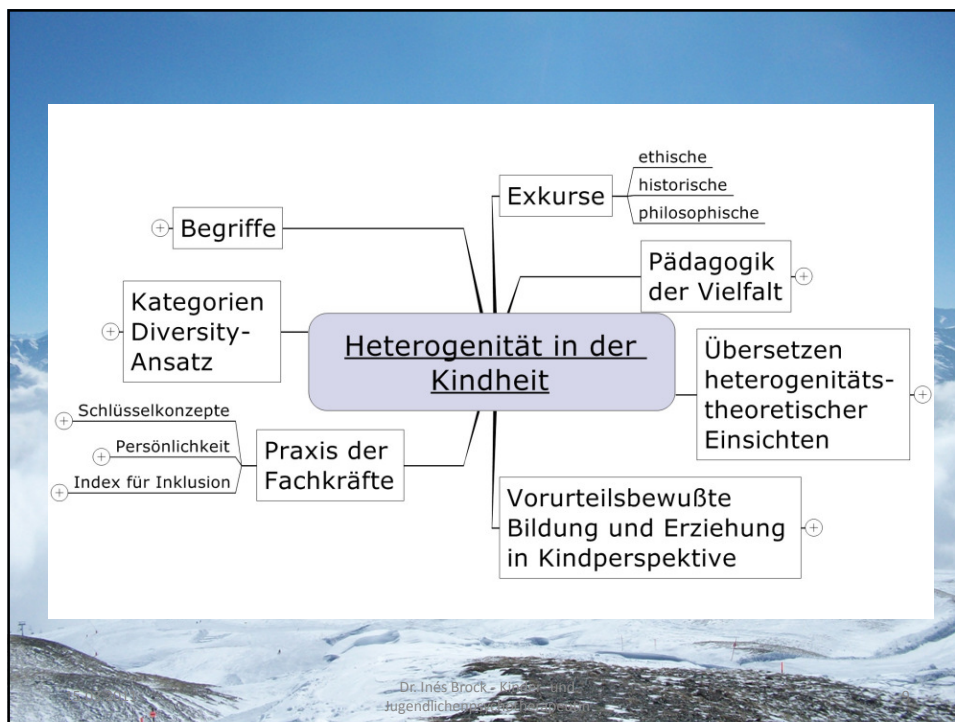 Heterogenität in der
Kindheit
Exkurse
ethische
historische
philosophische
Pädagogik
der Vielfalt
Übersetzen
heterogenitäts-
theoretischer
Einsichten
Vorurteilsbewußte
Bildung und Erziehung
in Kindperspektive
Praxis der
Fachkräfte
Schlüsselkonzepte
Persönlichkeit
Index für Inklusion
Kategorien
Diversity-
Ansatz
Begriffe
Dr. Inés Brock - und